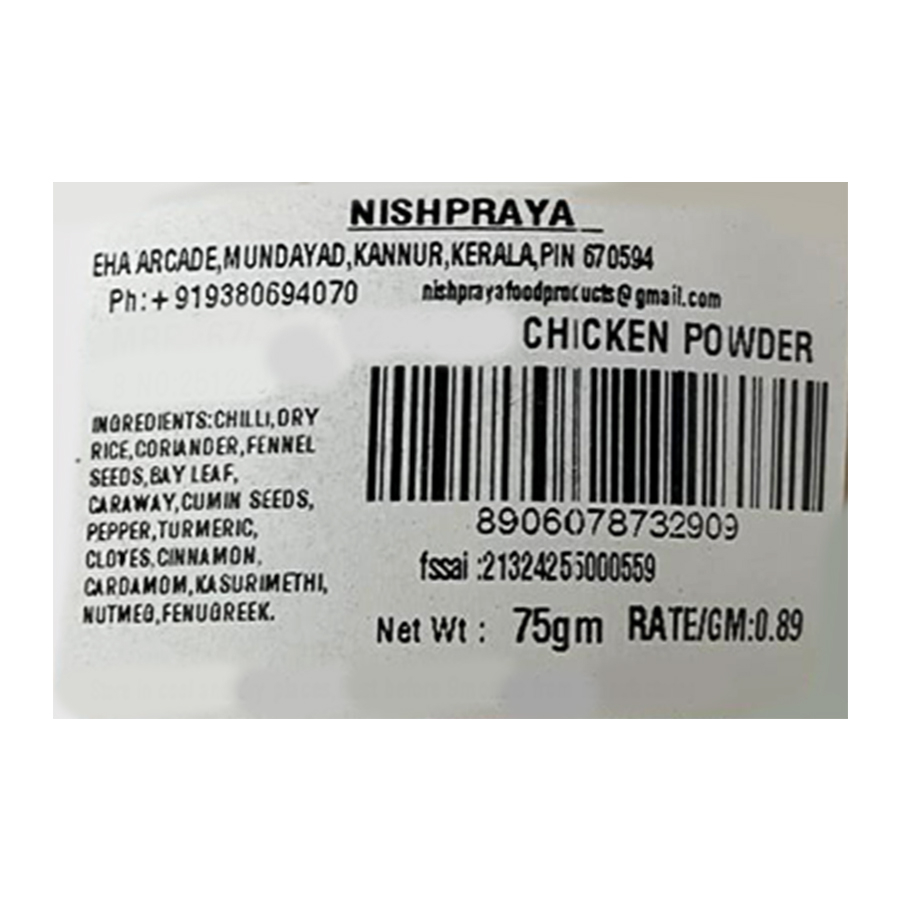 NISHPRAYA_
EHA ARCADE,MUNDAYAD,KANNUR,KERALA,PIN 670594
Ph:+919380694070 nishprayafoodproducts@gmail.com
CHICKEN POWDER
INGREDIENTS:CHILLI,DRY
RICE,CORIANDER,FENNEL
SEEDS,BAY LEAF,
CARAWAY,CUMIN SEEDS,
PEPPER,TURMERIC,
CLOVES,CINNAMON,
CARDAMOM,KASURIMETHI,
NUTMEG,FENUGREEK.
8906078732909
fssai :21324255000559
Net Wt : 75gm RATE/GM:0.89